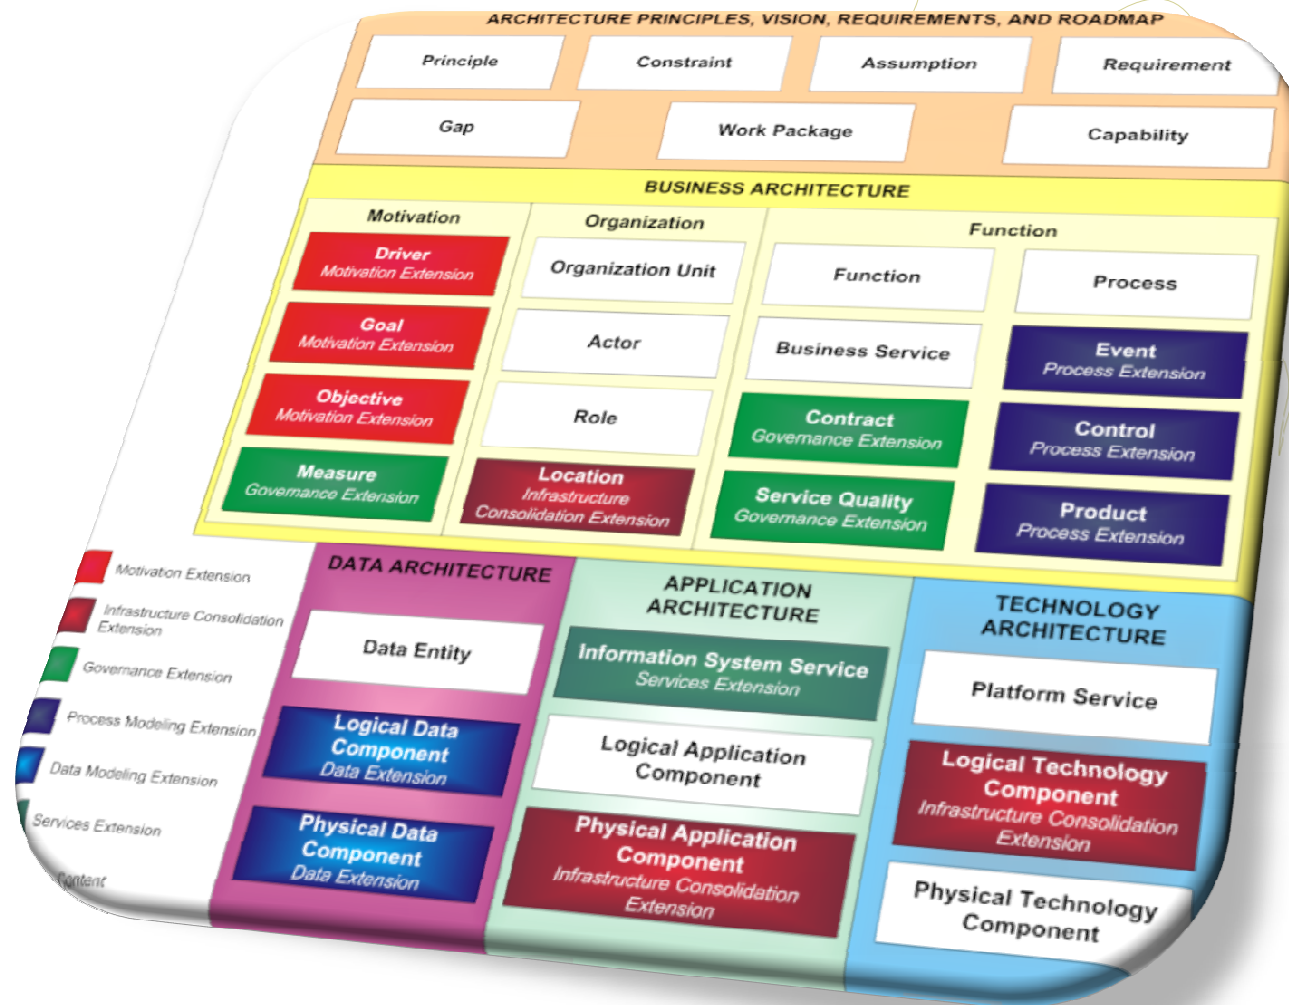 ARCHITECTURE PRINCIPLES, VISION, REQUIREMENTS, AND ROADMAP
Principle
Constraint
Assumption
Requirement
Gap
Work Package
Capability
BUSINESS ARCHITECTURE
Motivation
Organization
Function
Driver
Motivation Extension
Organization Unit
Function
Process
Goal
Motivation Extension
Actor
Business Service
Event
Process Extension
Objective
Motivation Extension
Role
Contract
Governance Extension
Control
Process Extension
Measure
Governance Extension
Location
Infrastructure
Consolidation Extension
Service Quality
Governance Extension
Product
Process Extension
Motivation Extension
Infrastructure Consolidation
Extension
Governance Extension
Process Modeling Extension
Data Modeling Extension
Services Extension
Content
DATA ARCHITECTURE
Data Entity
Logical Data
Component
Data Extension
Physical Data
Component
Data Extension
APPLICATION
ARCHITECTURE
Information System Service
Services Extension
Logical Application
Component
Physical Application
Component
Infrastructure Consolidation
Extension
TECHNOLOGY
ARCHITECTURE
Platform Service
Logical Technology
Component
Infrastructure Consolidation
Extension
Physical Technology
Component